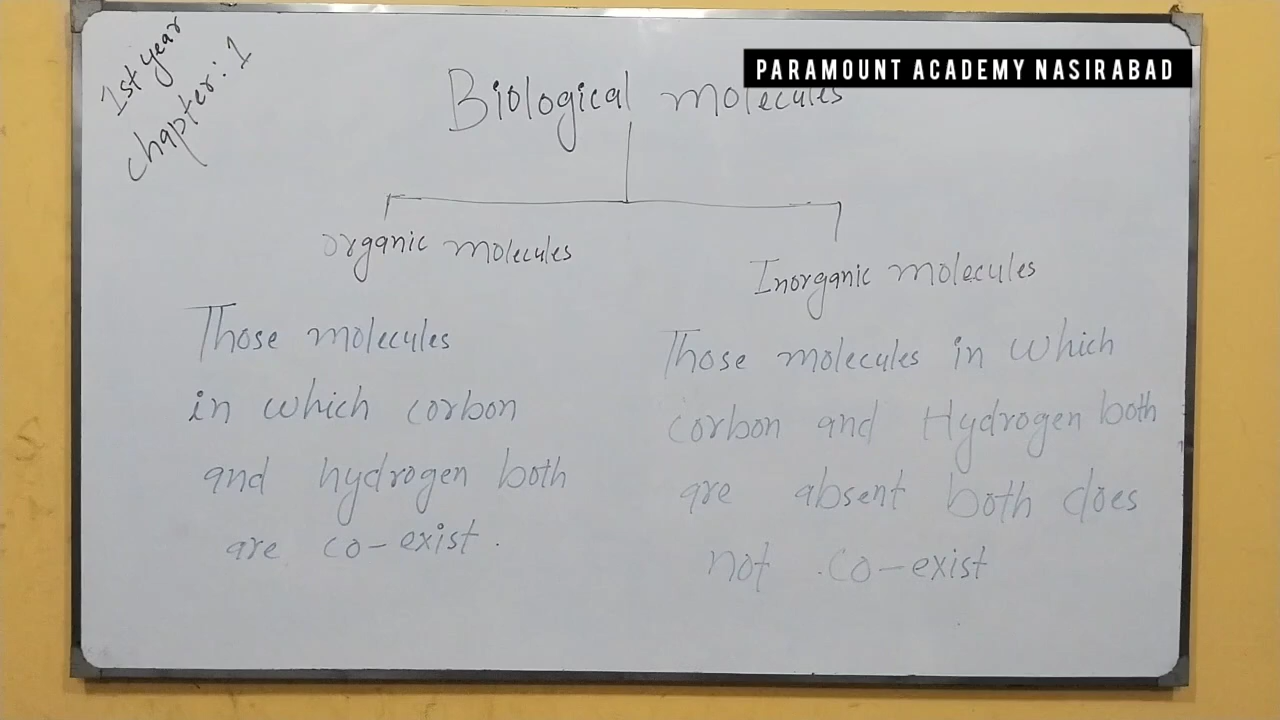 1st year
chapter: 1
PARAMOUNT ACADEMY NASIRABAD
Biological molecules
organic molecules
Inorganic molecules
Those molecules
in which corbon
and hydrogen both
are co-exist.
Those molecules in which
corbon and Hydrogen both
are absent both does
not co-exist